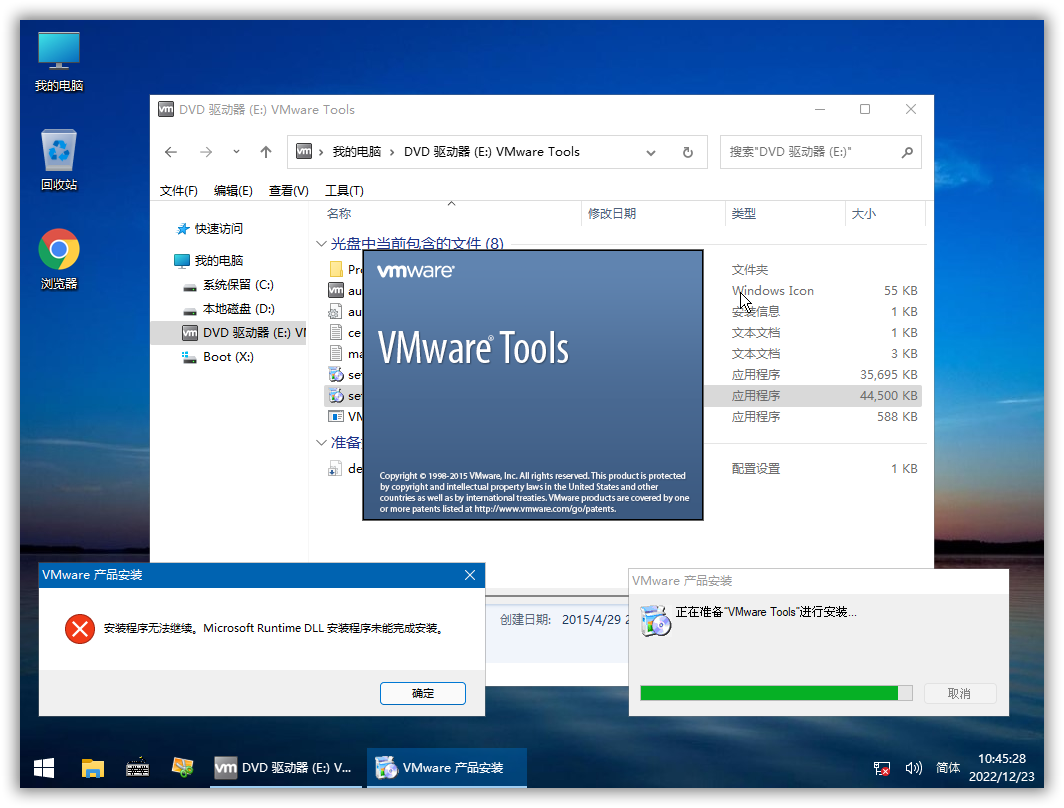 我的电脑
回收站
浏览器
vm DVD 驱动器 (E:) VMware Tools
vm 我的电脑 DVD 驱动器 (E:) VMware Tools
搜索"DVD 驱动器 (E:)"
文件(F) 编辑(E) 查看(V) 工具(T)
名称 修改日期 类型 大小
快速访问
我的电脑
系统保留 (C:)
本地磁盘 (D:)
vm DVD 驱动器 (E:) VM
Boot (X:)
光盘中当前包含的文件 (8)
Pr 文件夹
vm au Windows Icon 55 KB
au 安装信息 1 KB
ce 文本文档 1 KB
ma 文本文档 3 KB
se 应用程序 35,695 KB
se 应用程序 44,500 KB
VM 应用程序 588 KB
准备
de 配置设置 1 KB
vmware®
VMware® Tools
Copyright © 1998-2015 VMware, Inc. All rights reserved. This product is protected
by copyright and intellectual property laws in the United States and other
countries as well as by international treaties. VMware products are covered by one
or more patents listed at http://www.vmware.com/go/patents.
创建日期: 2015/4/29 2
VMware 产品安装
安装程序无法继续。Microsoft Runtime DLL 安装程序未能完成安装。
确定
VMware 产品安装
正在准备"VMware Tools"进行安装...
取消
vm DVD 驱动器 (E:) V...
VMware 产品安装
简体
10:45:28
2022/12/23